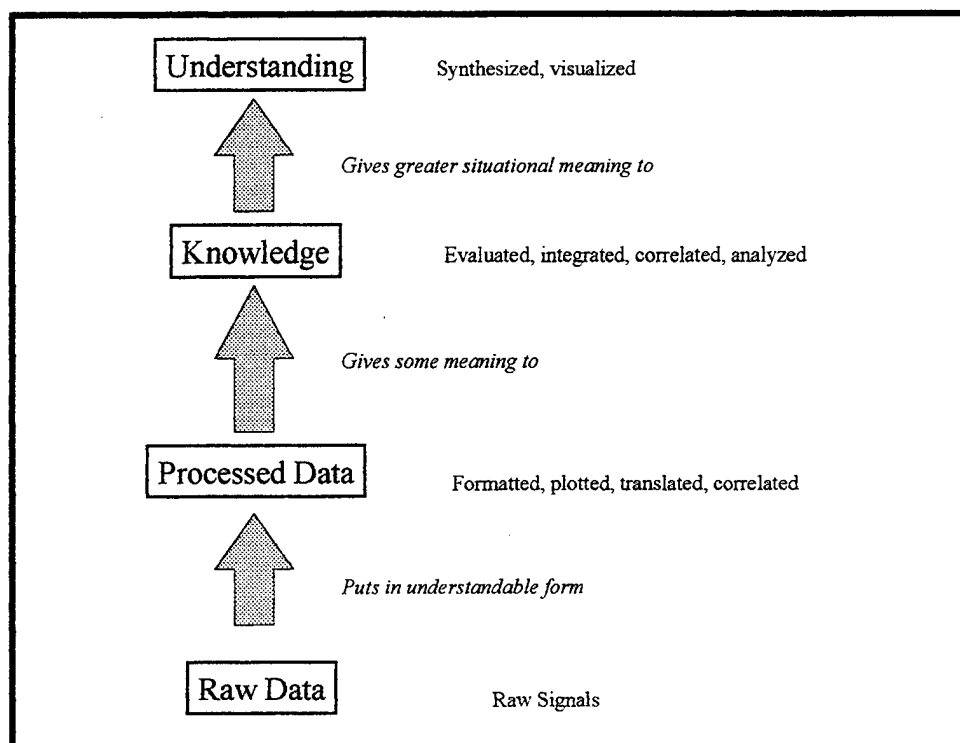 Understanding Synthesized, visualized
Gives greater situational meaning to
Knowledge Evaluated, integrated, correlated, analyzed
Gives some meaning to
Processed Data Formatted, plotted, translated, correlated
Puts in understandable form
Raw Data Raw Signals